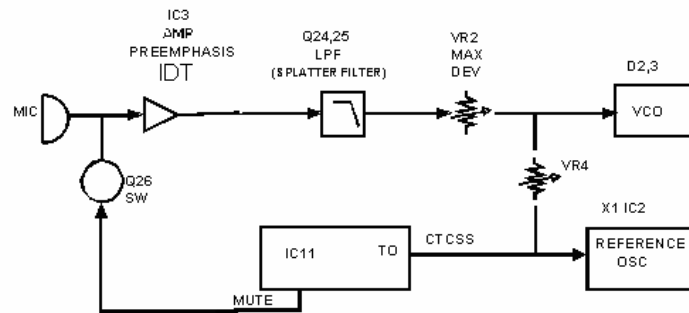 IC3
AMP
PREEMPHASIS
IDT
Q24,25
LPF
(SPLATTER FILTER)
VR2
MAX
DEV
D2,3
MIC
VCO
Q26
SW
VR4
X1 IC2
IC11
TO
CTCSS
REFERENCE
OSC
MUTE